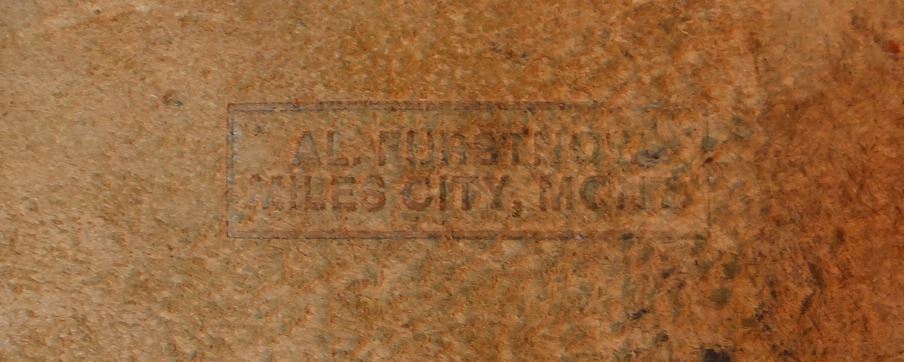 AL. FURSTNOW
MILES CITY, MONT.